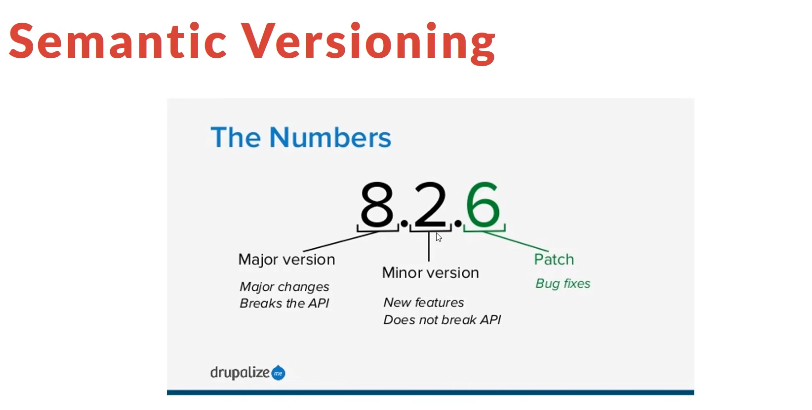 Semantic Versioning
The Numbers
8.2.6
Major version
Major changes
Breaks the API
Minor version
New features
Does not break API
Patch
Bug fixes
drupalize me